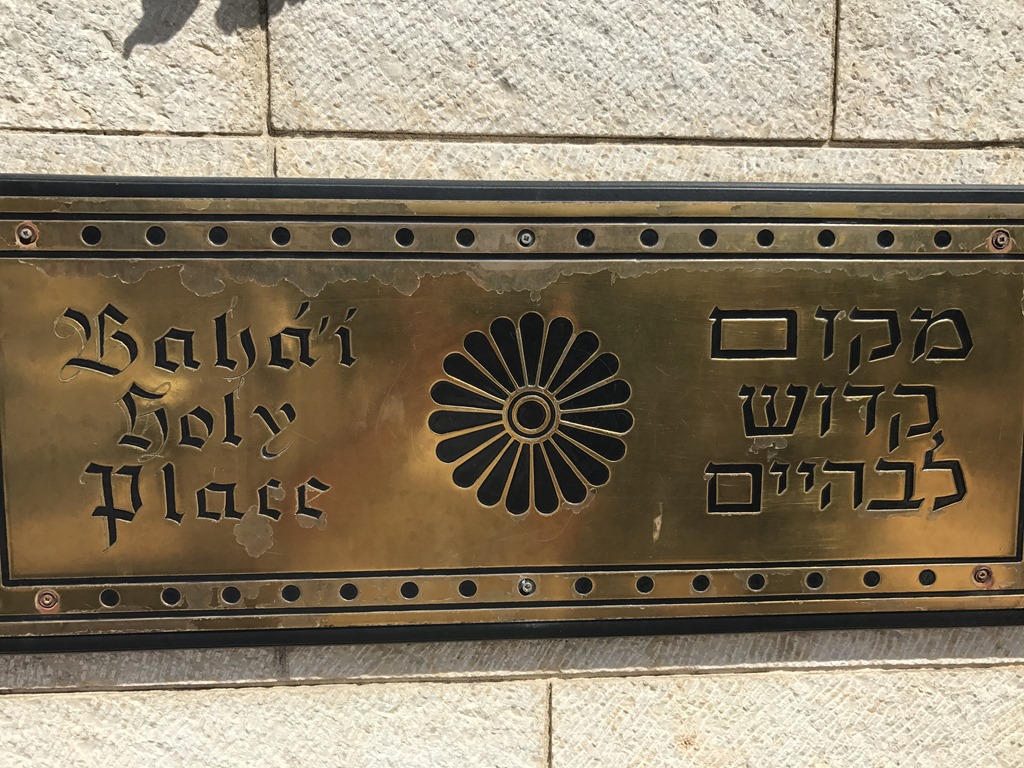 Bahá'í
Holy
Place
מקום
קדוש
לבהיים